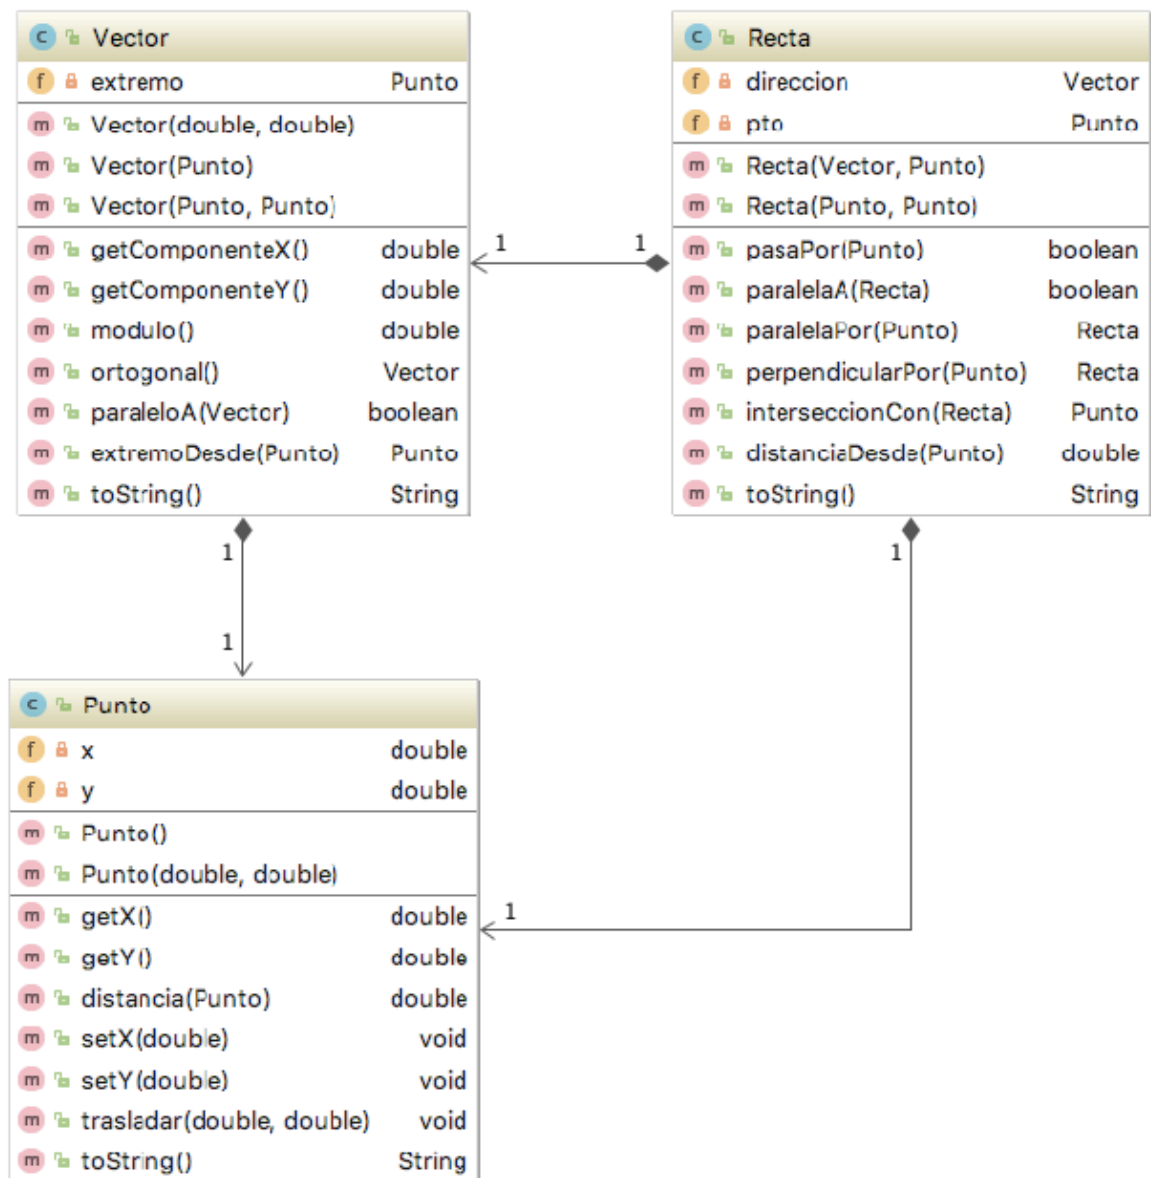 C Vector
f extremo Punto
m Vector(double, double)
m Vector(Punto)
m Vector(Punto, Punto)
m getComponenteX() double
m getComponenteY() double
m modulo() double
m ortogonal() Vector
m paraleloA(Vector) boolean
m extremoDesde(Punto) Punto
m toString() String
C Recta
f direccion Vector
f pto Punto
m Recta(Vector, Punto)
m Recta(Punto, Punto)
m pasaPor(Punto) boolean
m paralelaA(Recta) boolean
m paralelaPor(Punto) Recta
m perpendicularPor(Punto) Recta
m interseccionCon(Recta) Punto
m distanciaDesde(Punto) double
m toString() String
1 1
1
1
1
1
C Punto
f x double
f y double
m Punto()
m Punto(double, double)
m getX() double
m getY() double
m distancia(Punto) double
m setX(double) void
m setY(double) void
m trasladar(double, double) void
m toString() String